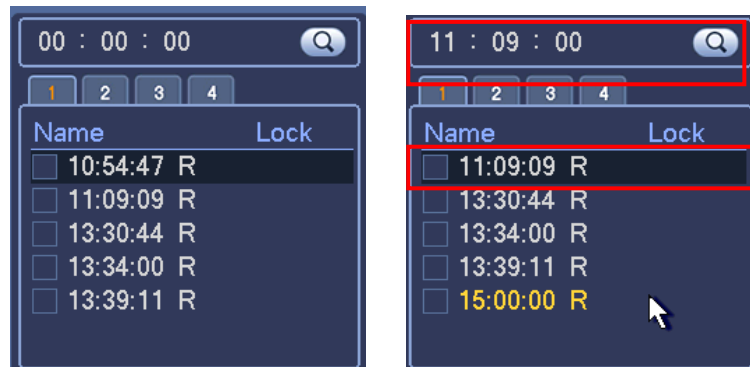 00 : 00 : 00
1 2 3 4
Name Lock
10:54:47 R
11:09:09 R
13:30:44 R
13:34:00 R
13:39:11 R
11 : 09 : 00
1 2 3 4
Name Lock
11:09:09 R
13:30:44 R
13:34:00 R
13:39:11 R
15:00:00 R